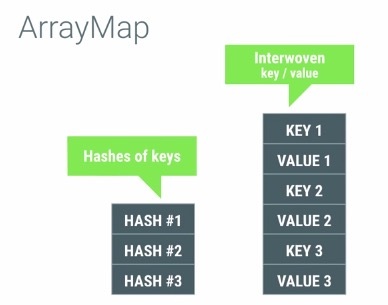 ArrayMap
Interwoven
key / value
Hashes of keys
KEY 1
VALUE 1
KEY 2
VALUE 2
KEY 3
VALUE 3
HASH #1
HASH #2
HASH #3